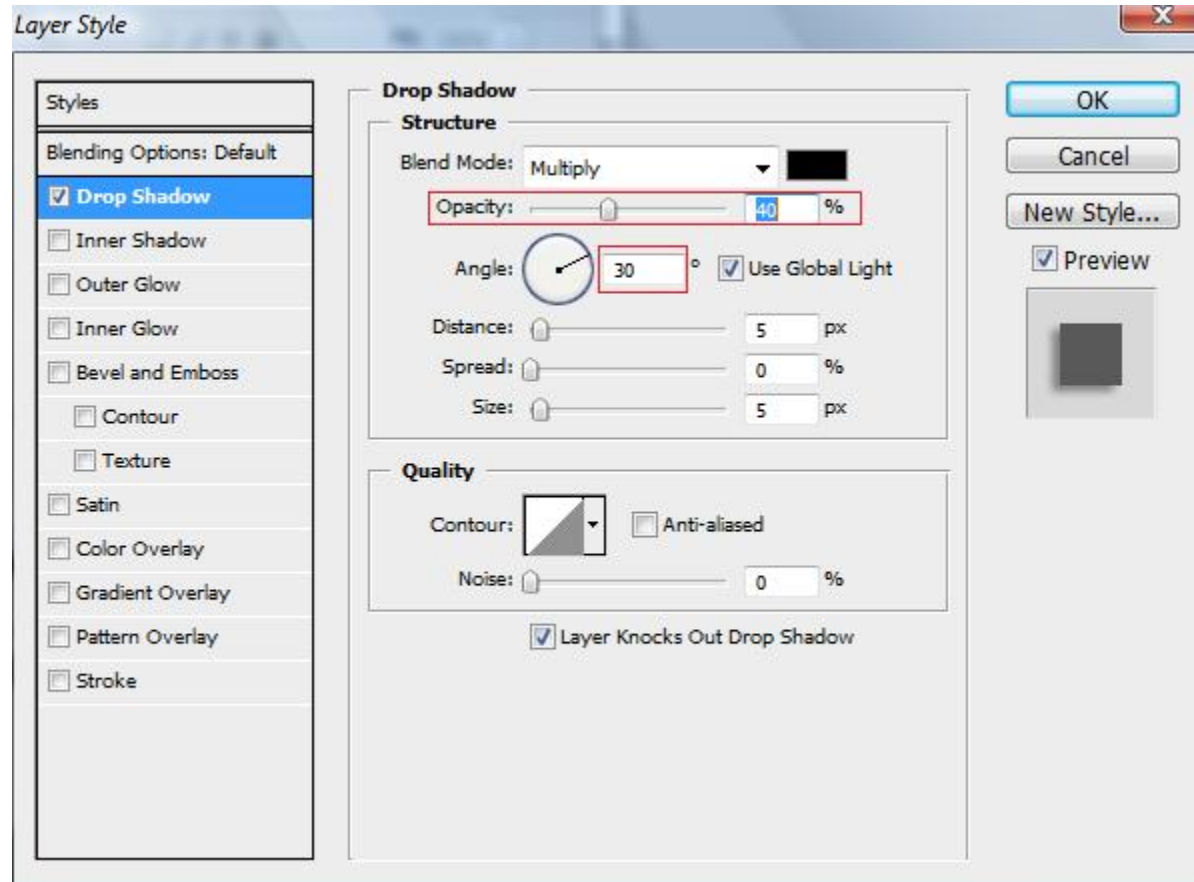 Layer Style
Styles
Blending Options: Default
Drop Shadow
Inner Shadow
Outer Glow
Inner Glow
Bevel and Emboss
Contour
Texture
Satin
Color Overlay
Gradient Overlay
Pattern Overlay
Stroke
Drop Shadow
Structure
Blend Mode: Multiply
Opacity: 40 %
Angle: 30 ° Use Global Light
Distance: 5 px
Spread: 0 %
Size: 5 px
Quality
Contour: Anti-aliased
Noise: 0 %
Layer Knocks Out Drop Shadow
OK
Cancel
New Style...
Preview